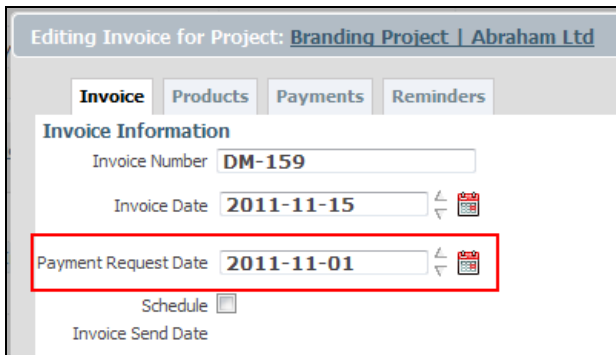 Editing Invoice for Project: Branding Project | Abraham Ltd
Invoice Products Payments Reminders
Invoice Information
Invoice Number DM-159
Invoice Date 2011-11-15
Payment Request Date 2011-11-01
Schedule
Invoice Send Date